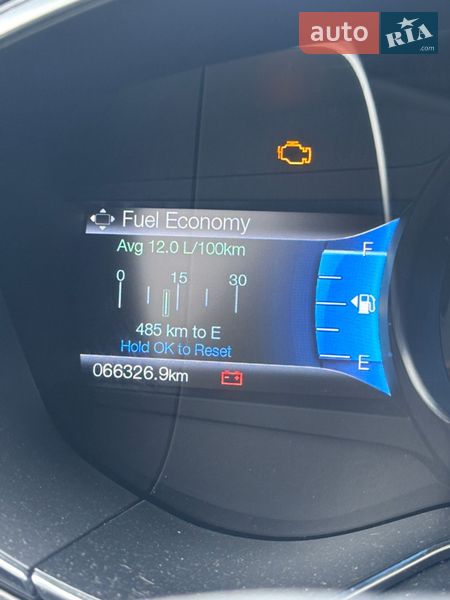 auto RIA
.com
Fuel Economy
Avg 12.0 L/100km
0 15 30
F
485 km to E
Hold OK to Reset
E
066326.9km